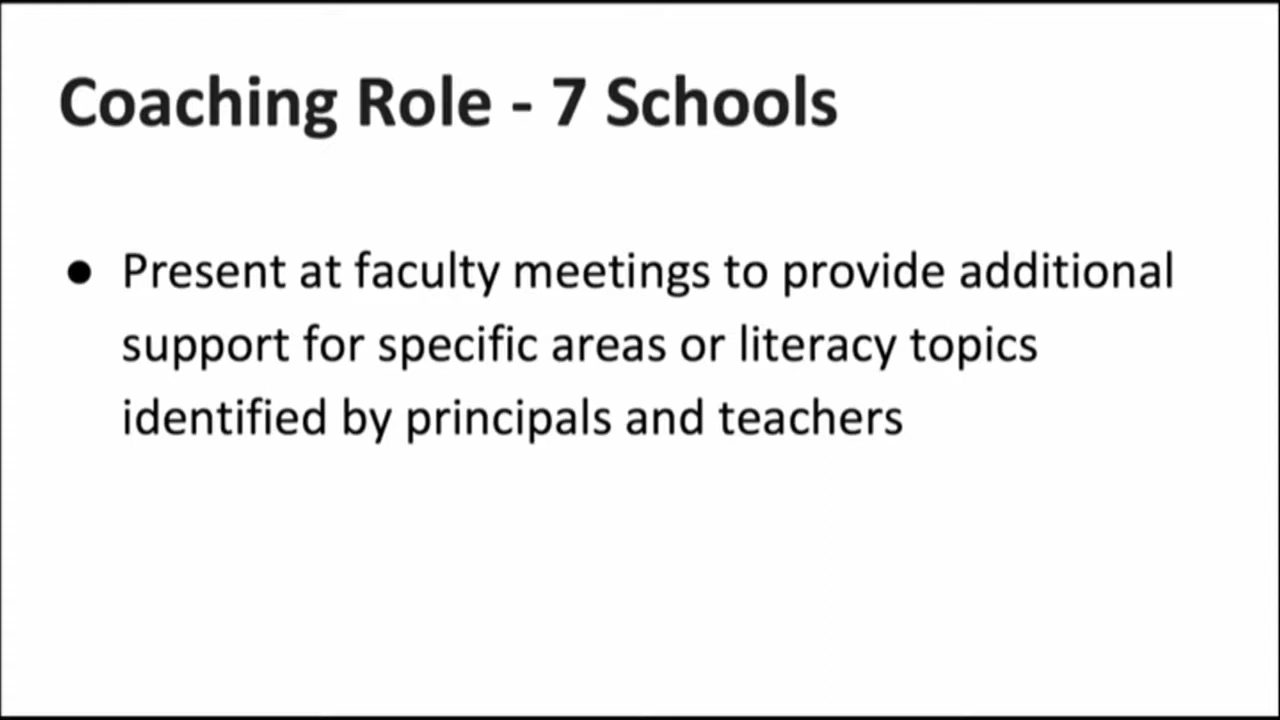 Coaching Role - 7 Schools
● Present at faculty meetings to provide additional
support for specific areas or literacy topics
identified by principals and teachers